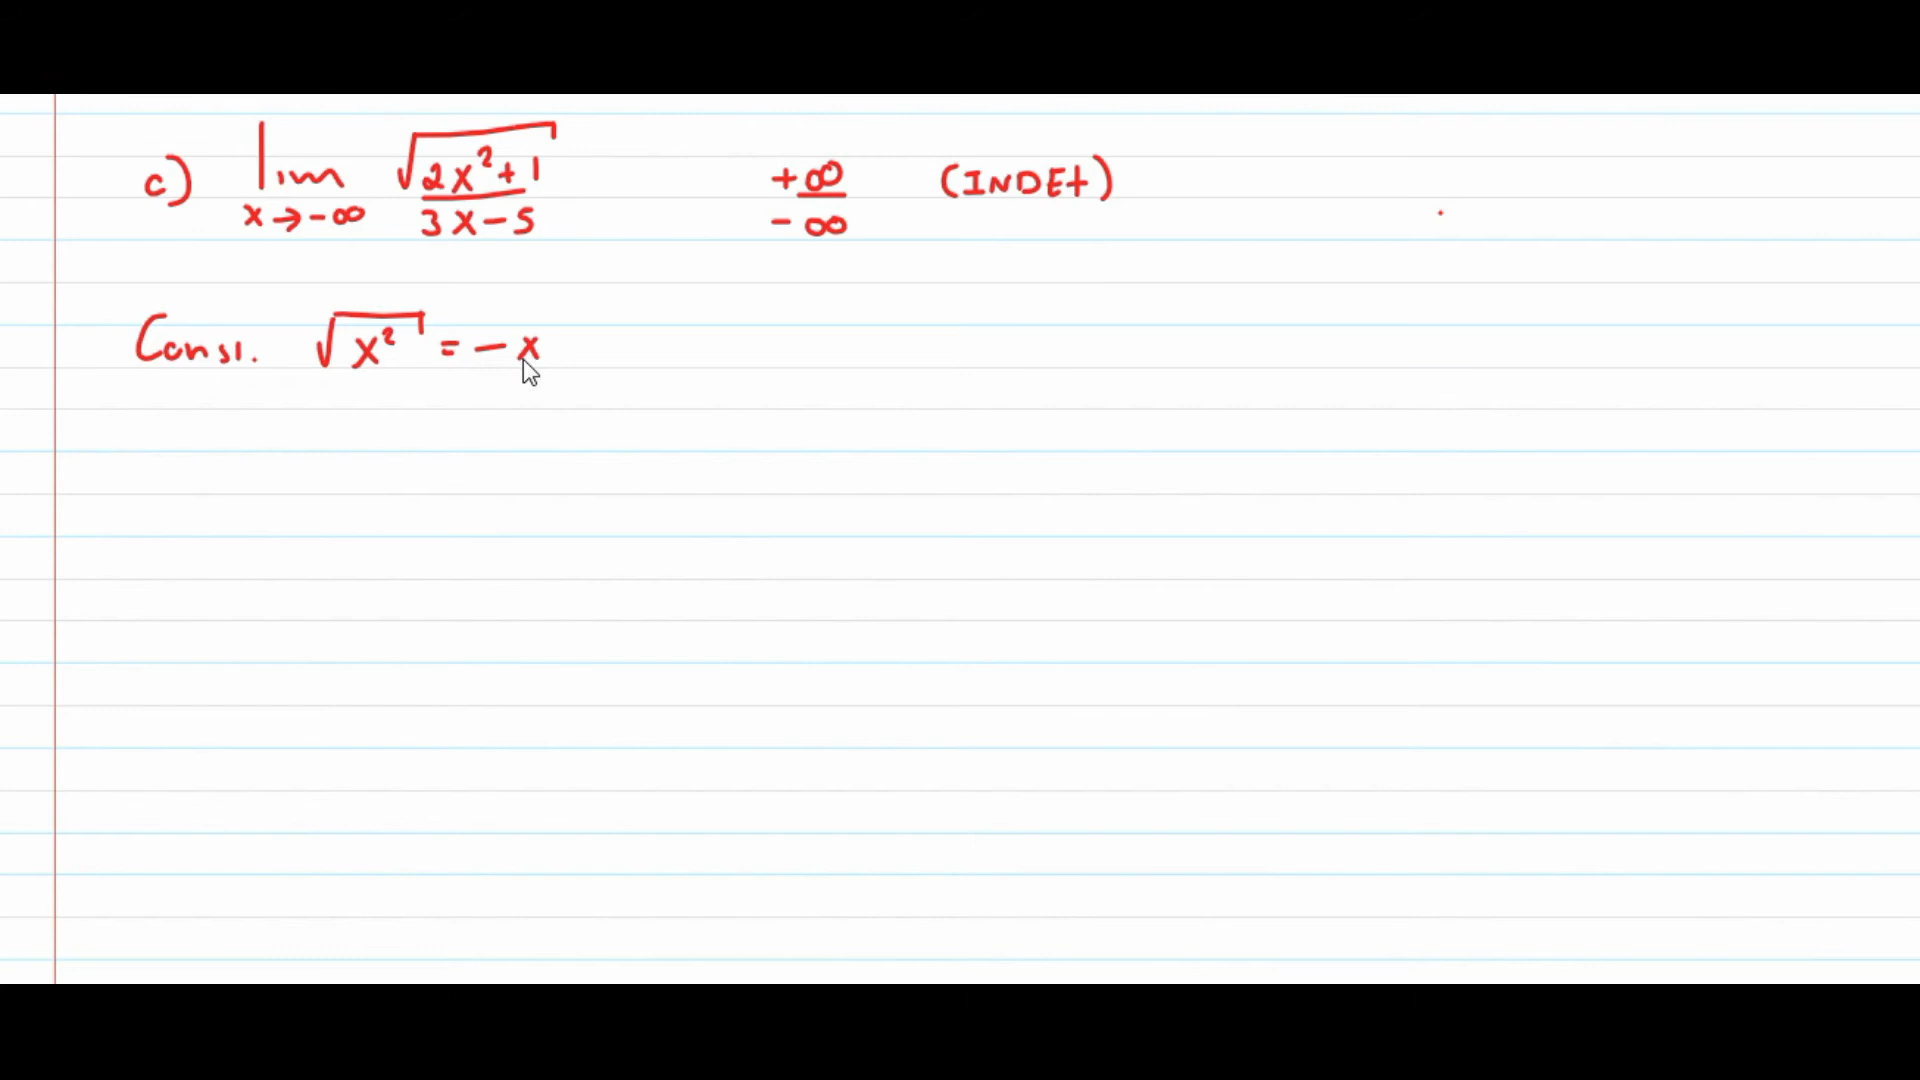 c) lim x→-∞ √(2x²+1) / 3x-5    +∞ / -∞    (INDEt)
Consi. √x² = -x